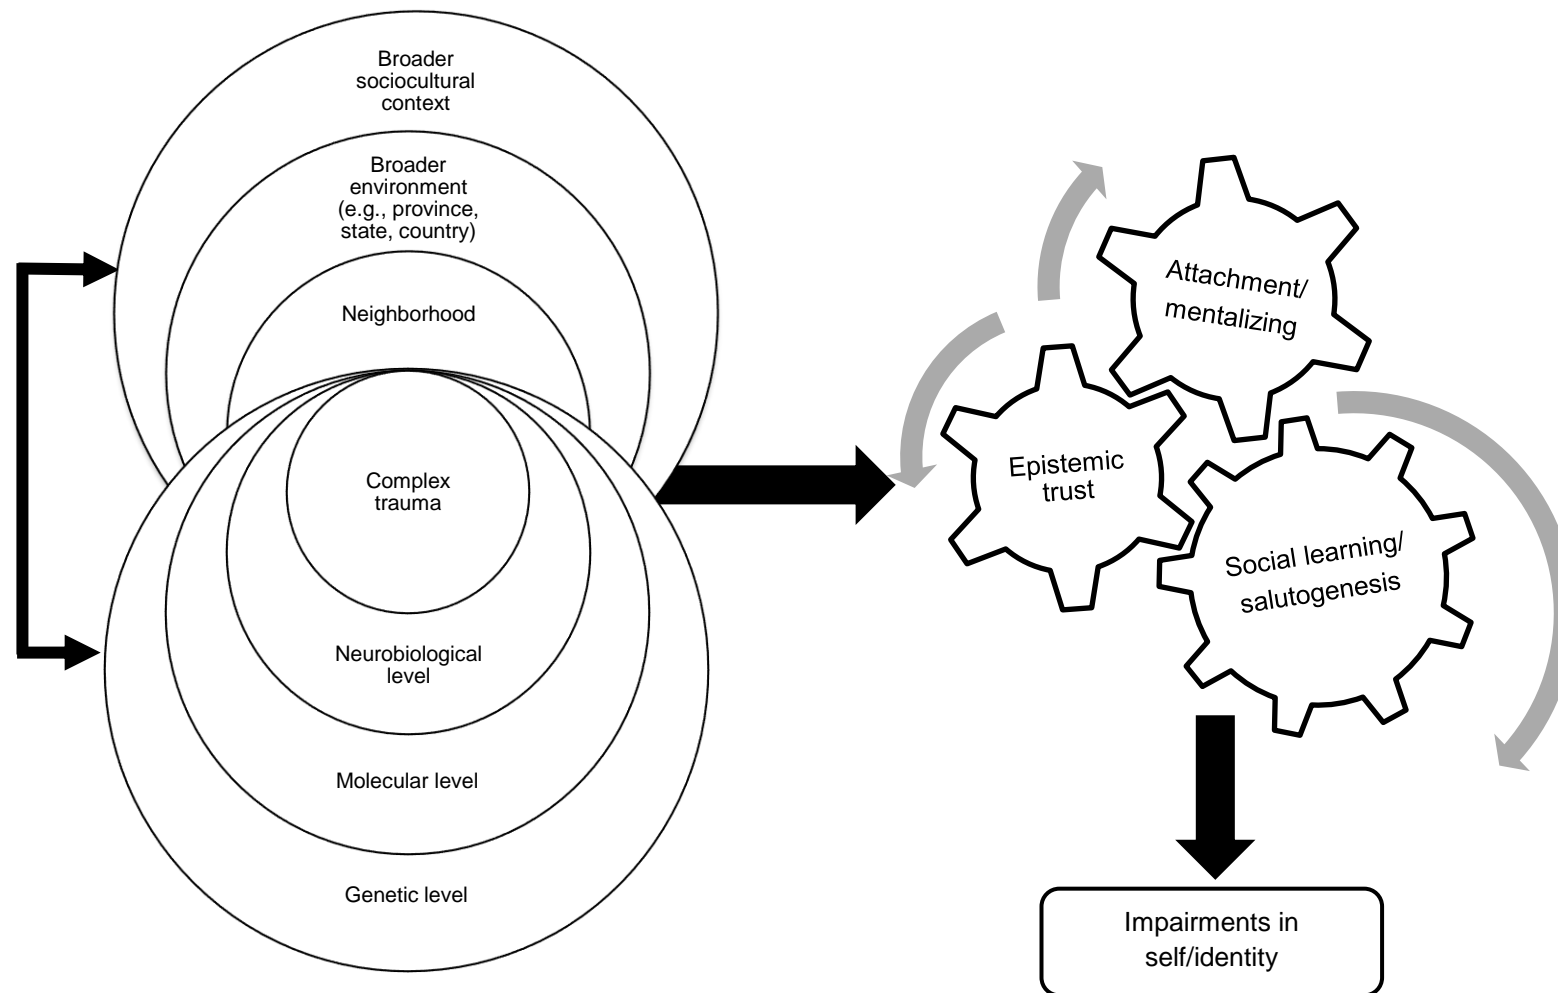 Broader
sociocultural
context
Broader
environment
(e.g., province,
state, country)
Neighborhood
Complex
trauma
Neurobiological
level
Molecular level
Genetic level
Attachment/
mentalizing
Epistemic
trust
Social learning/
salutogenesis
Impairments in
self/identity